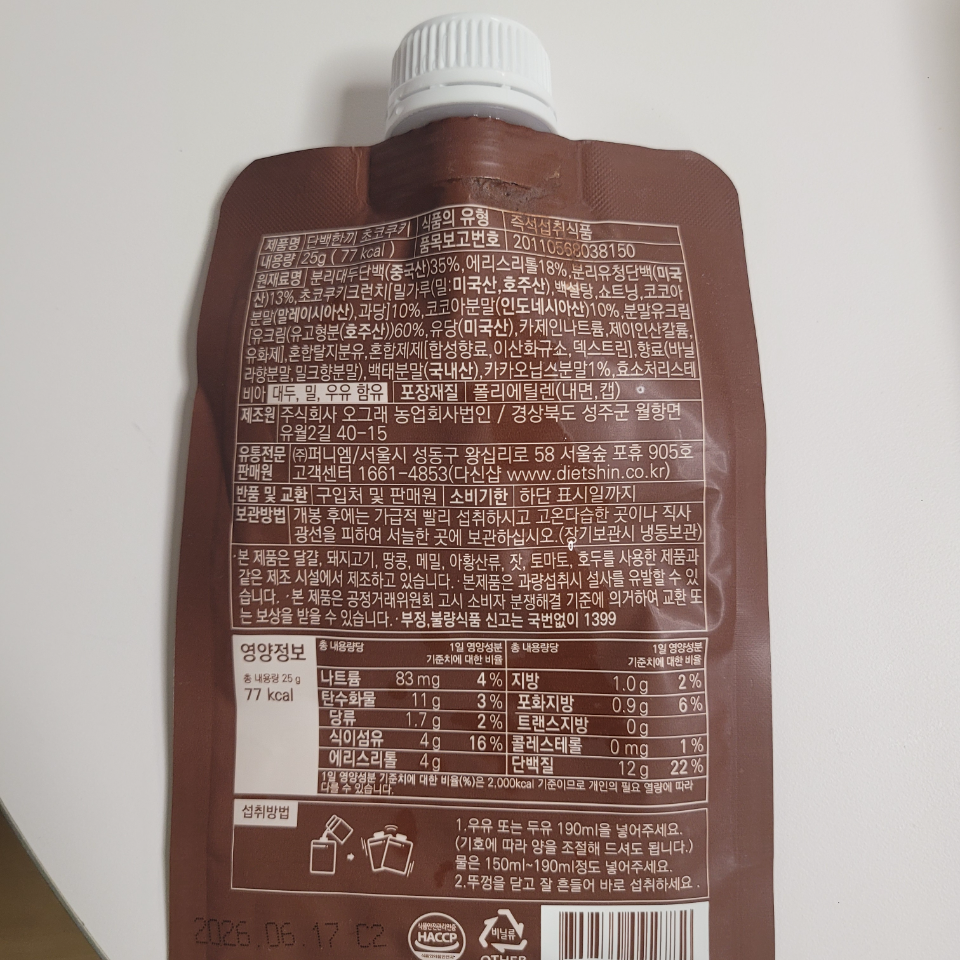 제품명 단백한끼 초코쿠키 식품의 유형 즉석섭취식품
내용량 25g ( 77 kcal ) 품목보고번호 20110568038150
원재료명 분리대두단백(중국산)35%,에리스리톨18%,분리유청단백(미국
산)13%,초코쿠키크런치[밀가루(밀:미국산,호주산),백설탕,쇼트닝,코코아
분말(말레이시아산),과당]10%,코코아분말(인도네시아산)10%,분말유크림
[유크림(유고형분(호주산))60%,유당(미국산),카제인나트륨,제이인산칼륨,
유화제],혼합탈지분유,혼합제제[합성향료,이산화규소,덱스트린],향료(바닐
라향분말,밀크향분말),백태분말(국내산),카카오닙스분말1%,효소처리스테
비아 대두, 밀, 우유 함유 포장재질 폴리에틸렌(내면,캡)
제조원 주식회사 오그래 농업회사법인 / 경상북도 성주군 월항면
유월2길 40-15
유통전문 ㈜퍼니엠/서울시 성동구 왕십리로 58 서울숲 포휴 905호
판매원 고객센터 1661-4853(다신샵 www.dietshin.co.kr)
반품 및 교환 구입처 및 판매원 소비기한 하단 표시일까지
보관방법 개봉 후에는 가급적 빨리 섭취하시고 고온다습한 곳이나 직사
광선을 피하여 서늘한 곳에 보관하십시오.(장기보관시 냉동보관)
·본 제품은 달걀, 돼지고기, 땅콩, 메밀, 아황산류, 잣, 토마토, 호두를 사용한 제품과
같은 제조 시설에서 제조하고 있습니다. ·본제품은 과량섭취시 설사를 유발할 수 있
습니다. ·본 제품은 공정거래위원회 고시 소비자 분쟁해결 기준에 의거하여 교환 또
는 보상을 받을 수 있습니다. ·부정,불량식품 신고는 국번없이 1399
영양정보
총 내용량 25 g
77 kcal
총 내용량당 1일 영양성분 기준치에 대한 비율 총 내용량당 1일 영양성분 기준치에 대한 비율
나트륨 83 mg 4 % 지방 1.0 g 2 %
탄수화물 11 g 3 % 포화지방 0.9 g 6 %
당류 1.7 g 2 % 트랜스지방 0 g
식이섬유 4 g 16 % 콜레스테롤 0 mg 1 %
에리스리톨 4 g 단백질 12 g 22 %
1일 영양성분 기준치에 대한 비율(%)은 2,000kcal 기준이므로 개인의 필요 열량에 따라
다를 수 있습니다.
섭취방법
1.우유 또는 두유 190ml을 넣어주세요.
(기호에 따라 양을 조절해 드셔도 됩니다.)
물은 150ml~190ml정도 넣어주세요.
2.뚜껑을 닫고 잘 흔들어 바로 섭취하세요.
2026.06.17 C2
식품안전관리인증
HACCP
비닐류
OTHER